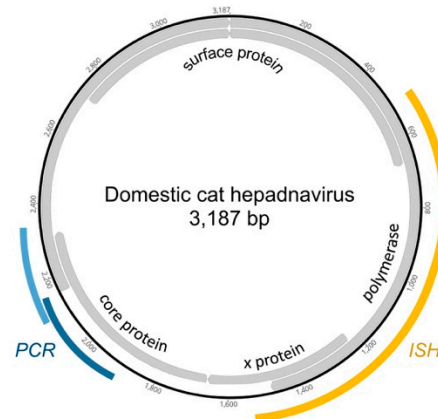 3,187
200
400
600
800
1,000
1,200
1,400
1,600
1,800
2,000
2,200
2,400
2,600
2,800
3,000
surface protein
polymerase
x protein
core protein
Domestic cat hepadnavirus
3,187 bp
PCR
ISH